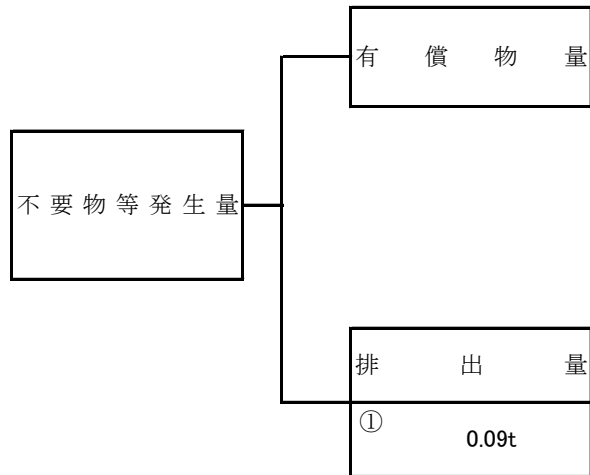 有償物量
不要物等発生量
排出量
①
0.09t